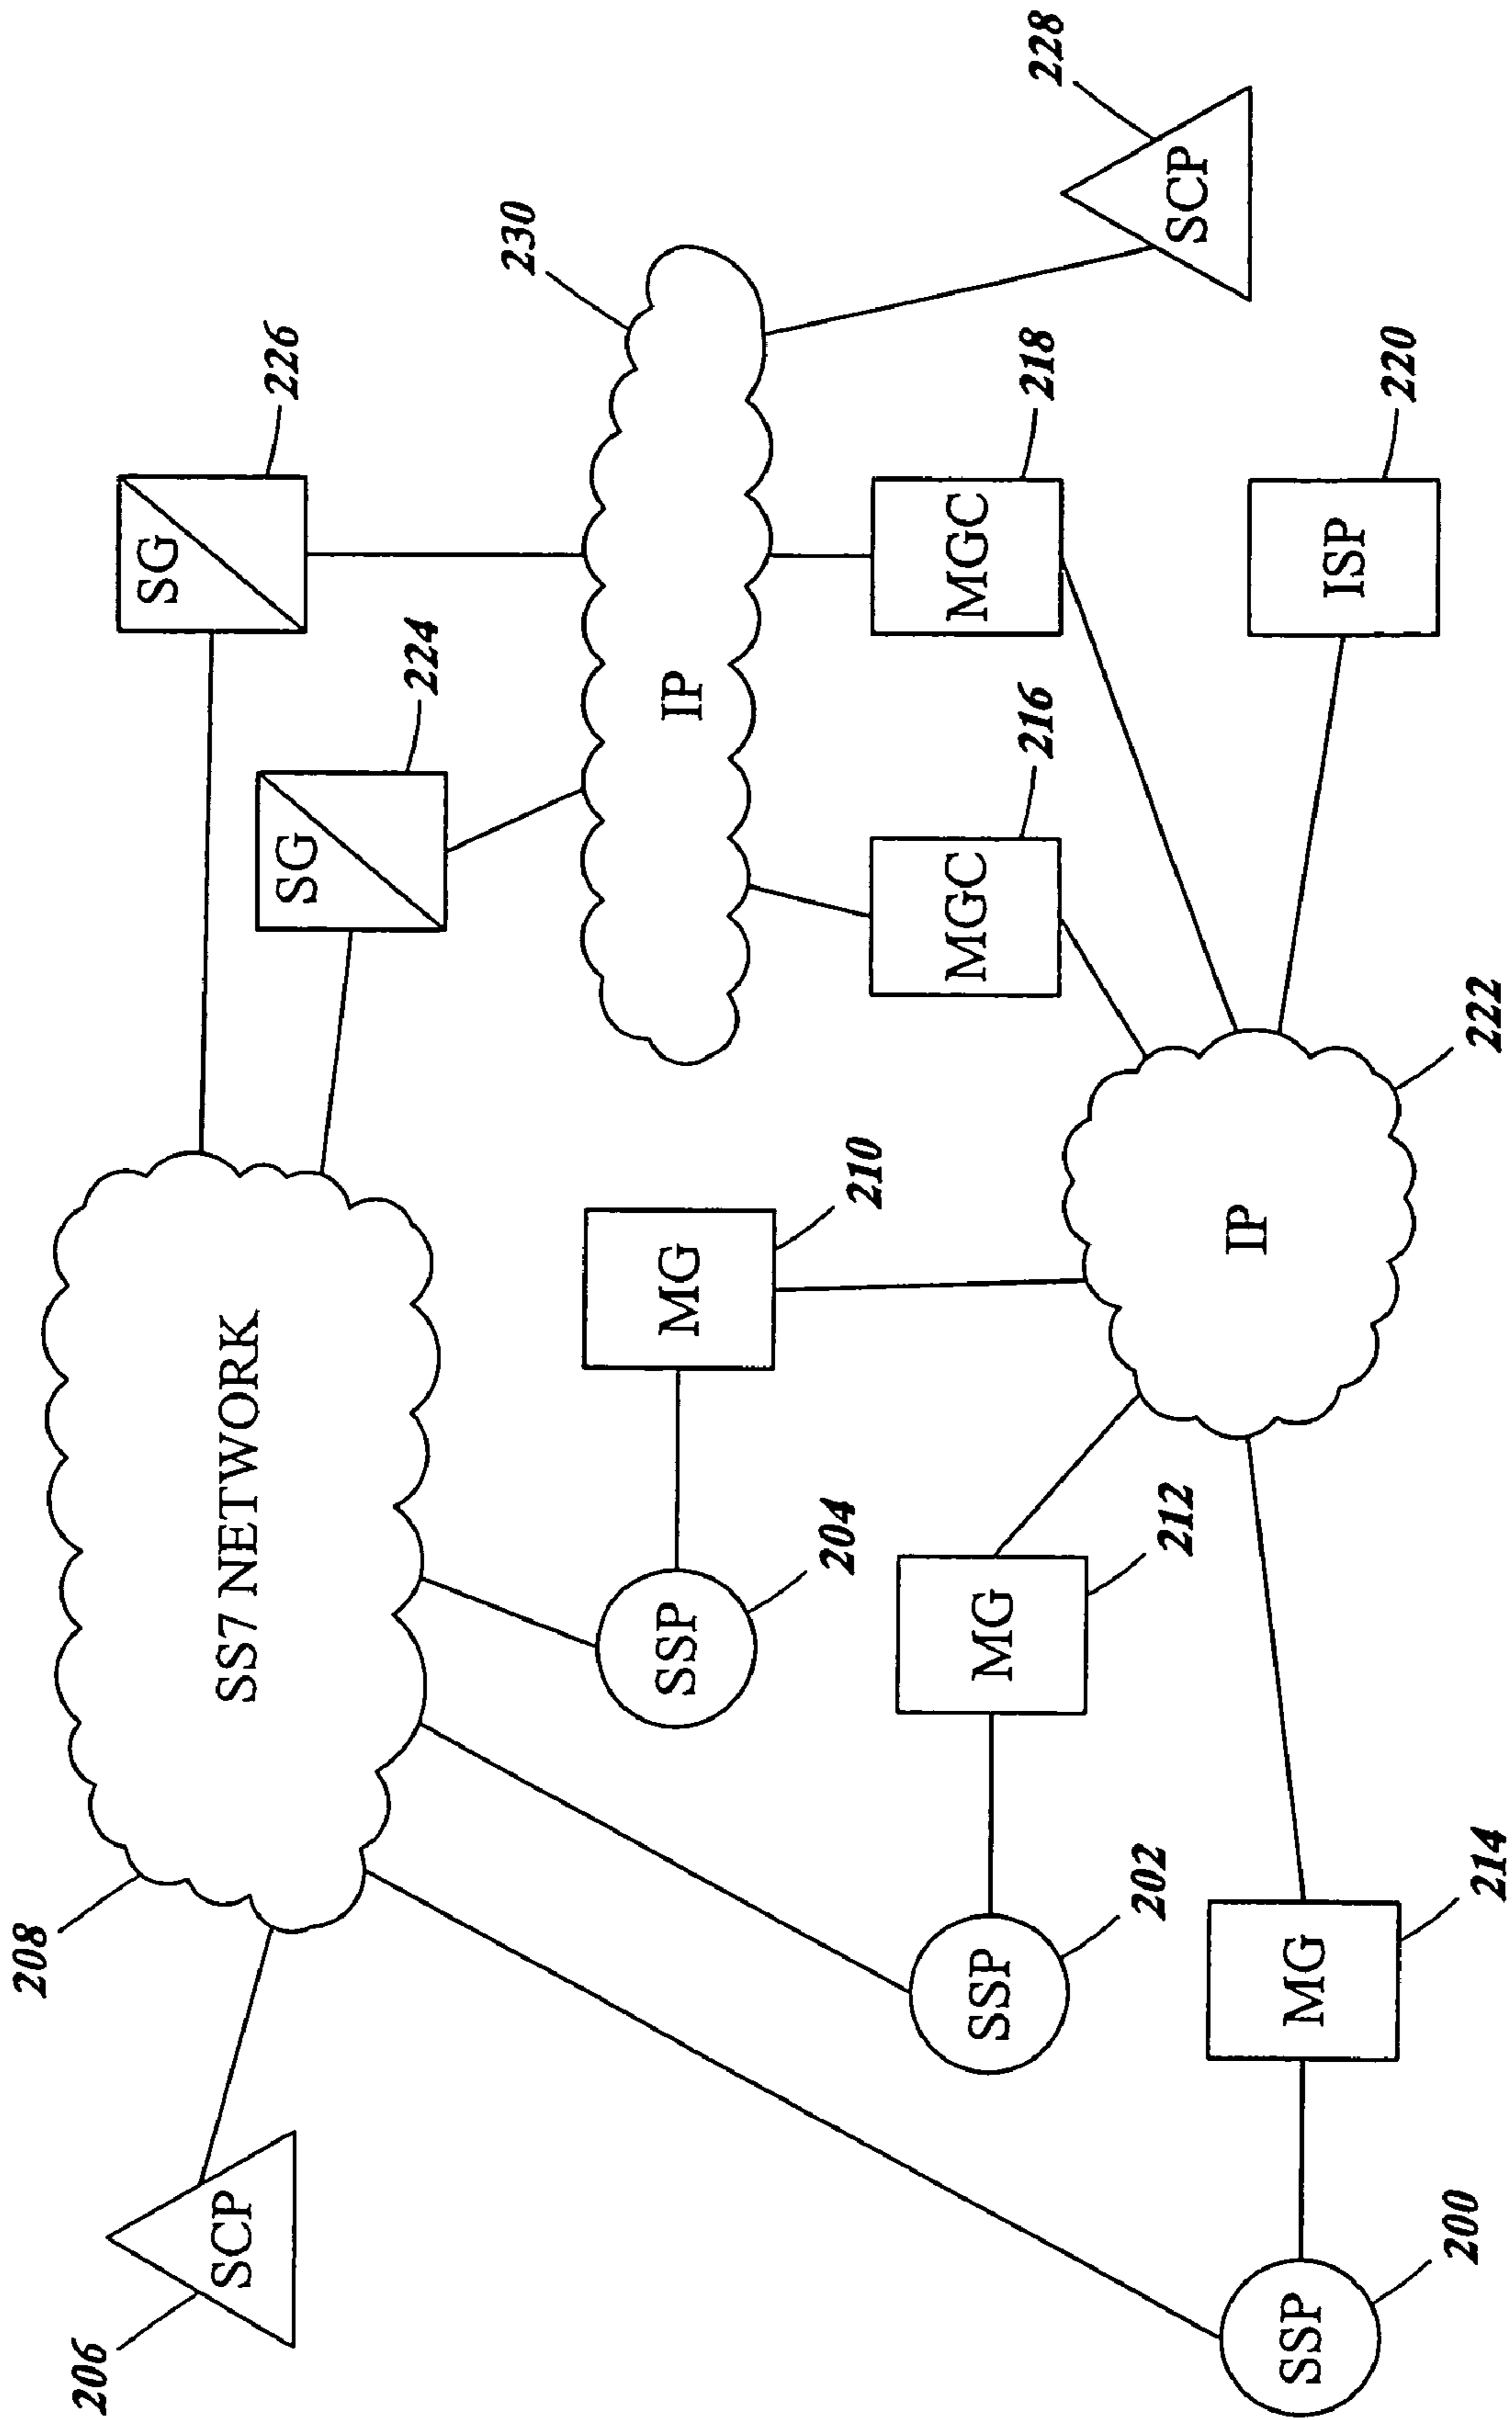 206
SCP
208
SS7 NETWORK
SG
226
SG
224
230
IP
SSP
204
MG
210
SSP
202
MG
212
MGC
216
MGC
218
SCP
228
SSP
200
MG
214
IP
222
ISP
220